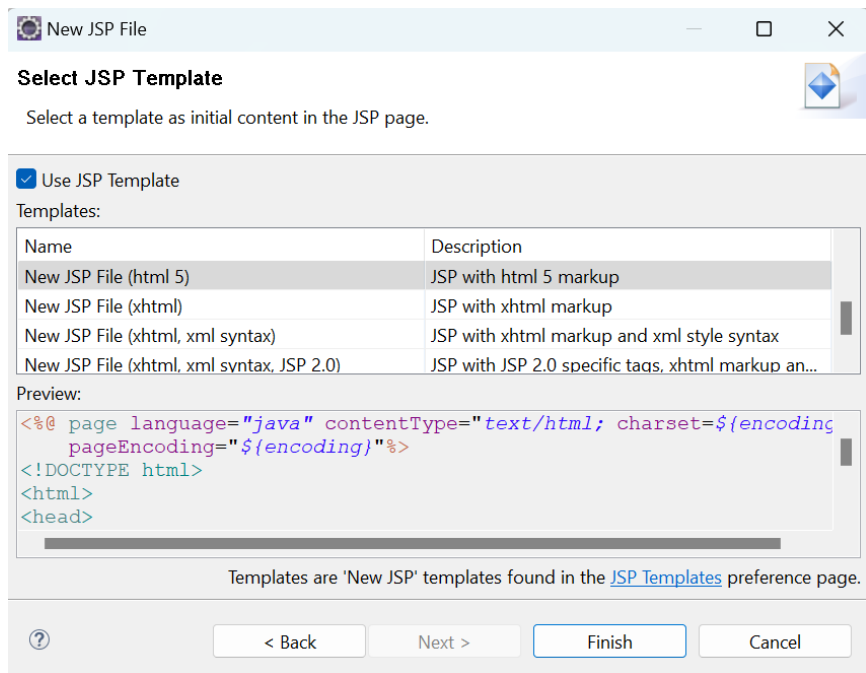 New JSP File
Select JSP Template
Select a template as initial content in the JSP page.
Use JSP Template
Templates:
Name Description
New JSP File (html 5) JSP with html 5 markup
New JSP File (xhtml) JSP with xhtml markup
New JSP File (xhtml, xml syntax) JSP with xhtml markup and xml style syntax
New JSP File (xhtml, xml syntax, JSP 2.0) JSP with JSP 2.0 specific tags, xhtml markup an...
Preview:
<%@ page language="java" contentType="text/html; charset=${encoding
pageEncoding="${encoding}"%>
<!DOCTYPE html>
<html>
<head>
Templates are 'New JSP' templates found in the JSP Templates preference page.
? < Back Next > Finish Cancel